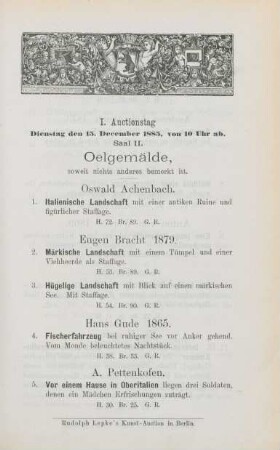 I. Auctionstag
Dienstag den 15. December 1885, von 10 Uhr ab.
Saal II.
Oelgemälde,
soweit nichts anderes bemerkt ist.
Oswald Achenbach.
1. Italienische Landschaft mit einer antiken Ruine und
figürlicher Staffage.
H. 72. Br. 89. G. R.
Eugen Bracht 1879.
2. Märkische Landschaft mit einem Tümpel und einer
Viehheerde als Staffage.
H. 53. Br. 80. G. R.
3. Hügelige Landschaft mit Blick auf einen märkischen
See. Mit Staffage.
H. 54. Br. 80. G. R.
Hans Gude 1865.
4. Fischerfahrzeug bei ruhiger See vor Anker gehend.
Vom Monde beleuchtetes Nachtstück.
H. 28. Br. 53. G. R.
A. Pettenkofen.
5. Vor einem Hause in Oberitalien liegen drei Soldaten,
denen ein Mädchen Erfrischungen zuträgt.
H. 30. Br. 25. G. R.
Rudolph Lepke's Kunst-Auction in Berlin